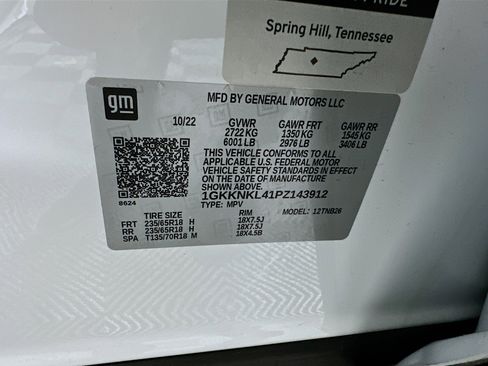 RIDE
Spring Hill, Tennessee
gm
MFD BY GENERAL MOTORS LLC
10/22 GVWR GAWR FRT GAWR RR
2722 KG 1350 KG 1545 KG
6001 LB 2976 LB 3406 LB
THIS VEHICLE CONFORMS TO ALL
APPLICABLE U.S. FEDERAL MOTOR
VEHICLE SAFETY STANDARDS IN EFFECT
ON THE DATE OF MANUFACTURE
1GKKNKL41PZ143912
8624 TYPE: MPV MODEL: 12TNB26
TIRE SIZE RIM
FRT 235/65R18 H 18X7.5J
RR 235/65R18 H 18X7.5J
SPA T135/70R18 M 18X4.5B